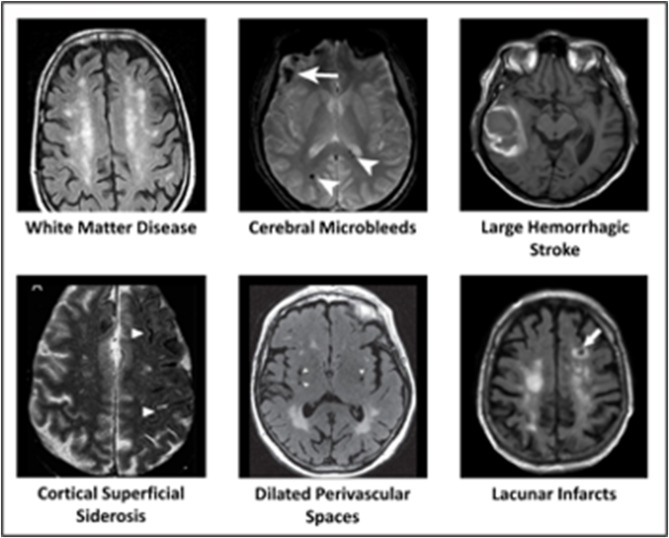 White Matter Disease
Cerebral Microbleeds
Large Hemorrhagic
Stroke
Cortical Superficial
Siderosis
Dilated Perivascular
Spaces
Lacunar Infarcts